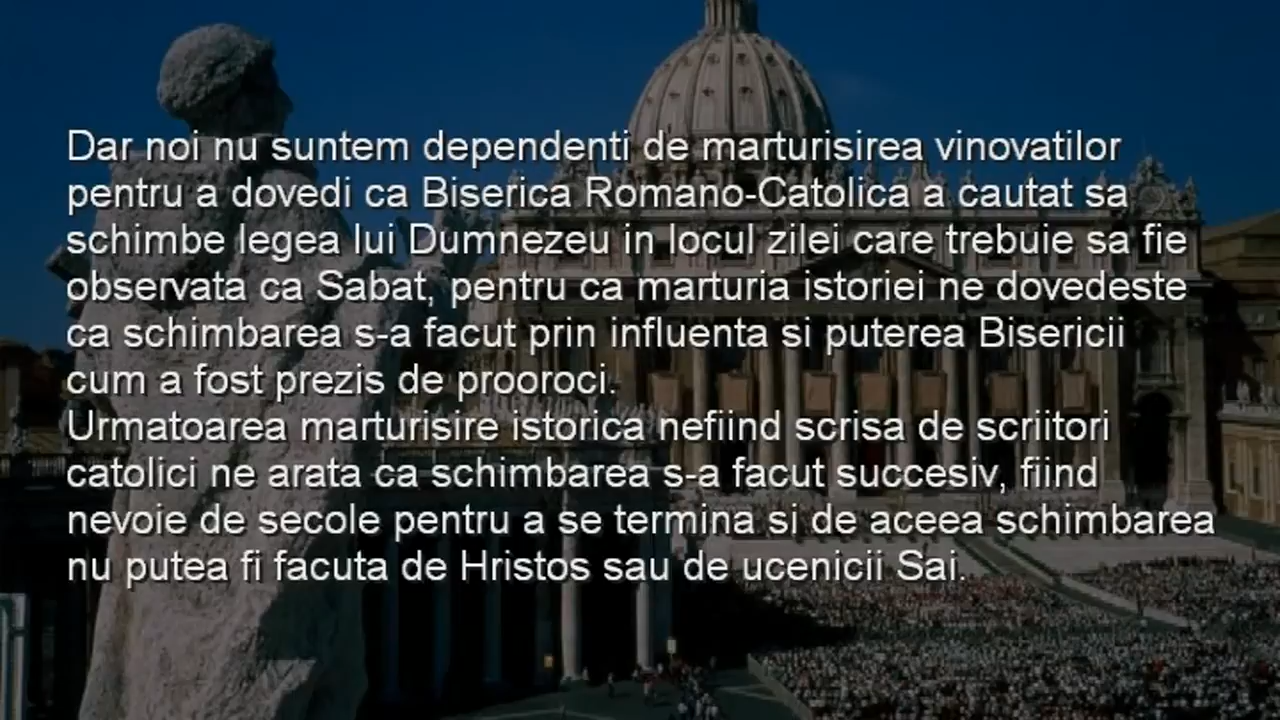 Dar noi nu suntem dependenti de marturisirea vinovatilor
pentru a dovedi ca Biserica Romano-Catolica a cautat sa
schimbe legea lui Dumnezeu in locul zilei care trebuie sa fie
observata ca Sabat, pentru ca marturia istoriei ne dovedeste
ca schimbarea s-a facut prin influenta si puterea Bisericii
cum a fost prezis de prooroci.
Urmatoarea marturisire istorica nefiind scrisa de scriitori
catolici ne arata ca schimbarea s-a facut succesiv, fiind
nevoie de secole pentru a se termina si de aceea schimbarea
nu putea fi facuta de Hristos sau de ucenicii Sai.